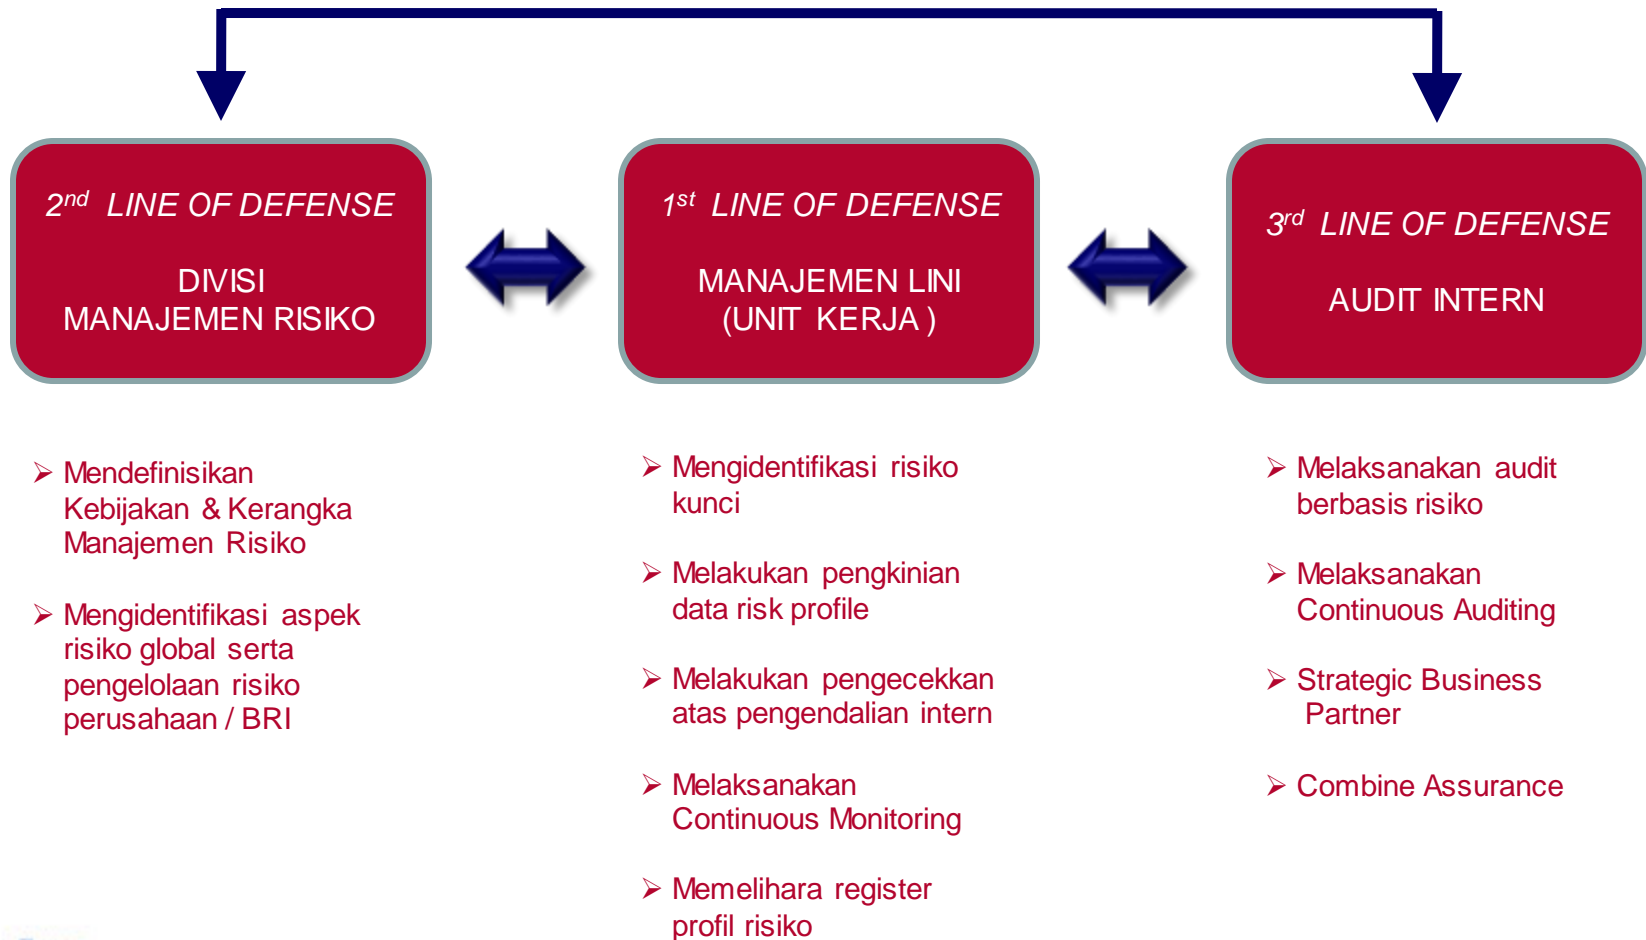 2nd LINE OF DEFENSE
DIVISI
MANAJEMEN RISIKO
➢ Mendefinisikan
Kebijakan & Kerangka
Manajemen Risiko
➢ Mengidentifikasi aspek
risiko global serta
pengelolaan risiko
perusahaan / BRI
1st LINE OF DEFENSE
MANAJEMEN LINI
(UNIT KERJA )
➢ Mengidentifikasi risiko
kunci
➢ Melakukan pengkinian
data risk profile
➢ Melakukan pengecekkan
atas pengendalian intern
➢ Melaksanakan
Continuous Monitoring
➢ Memelihara register
profil risiko
3rd LINE OF DEFENSE
AUDIT INTERN
➢ Melaksanakan audit
berbasis risiko
➢ Melaksanakan
Continuous Auditing
➢ Strategic Business
Partner
➢ Combine Assurance